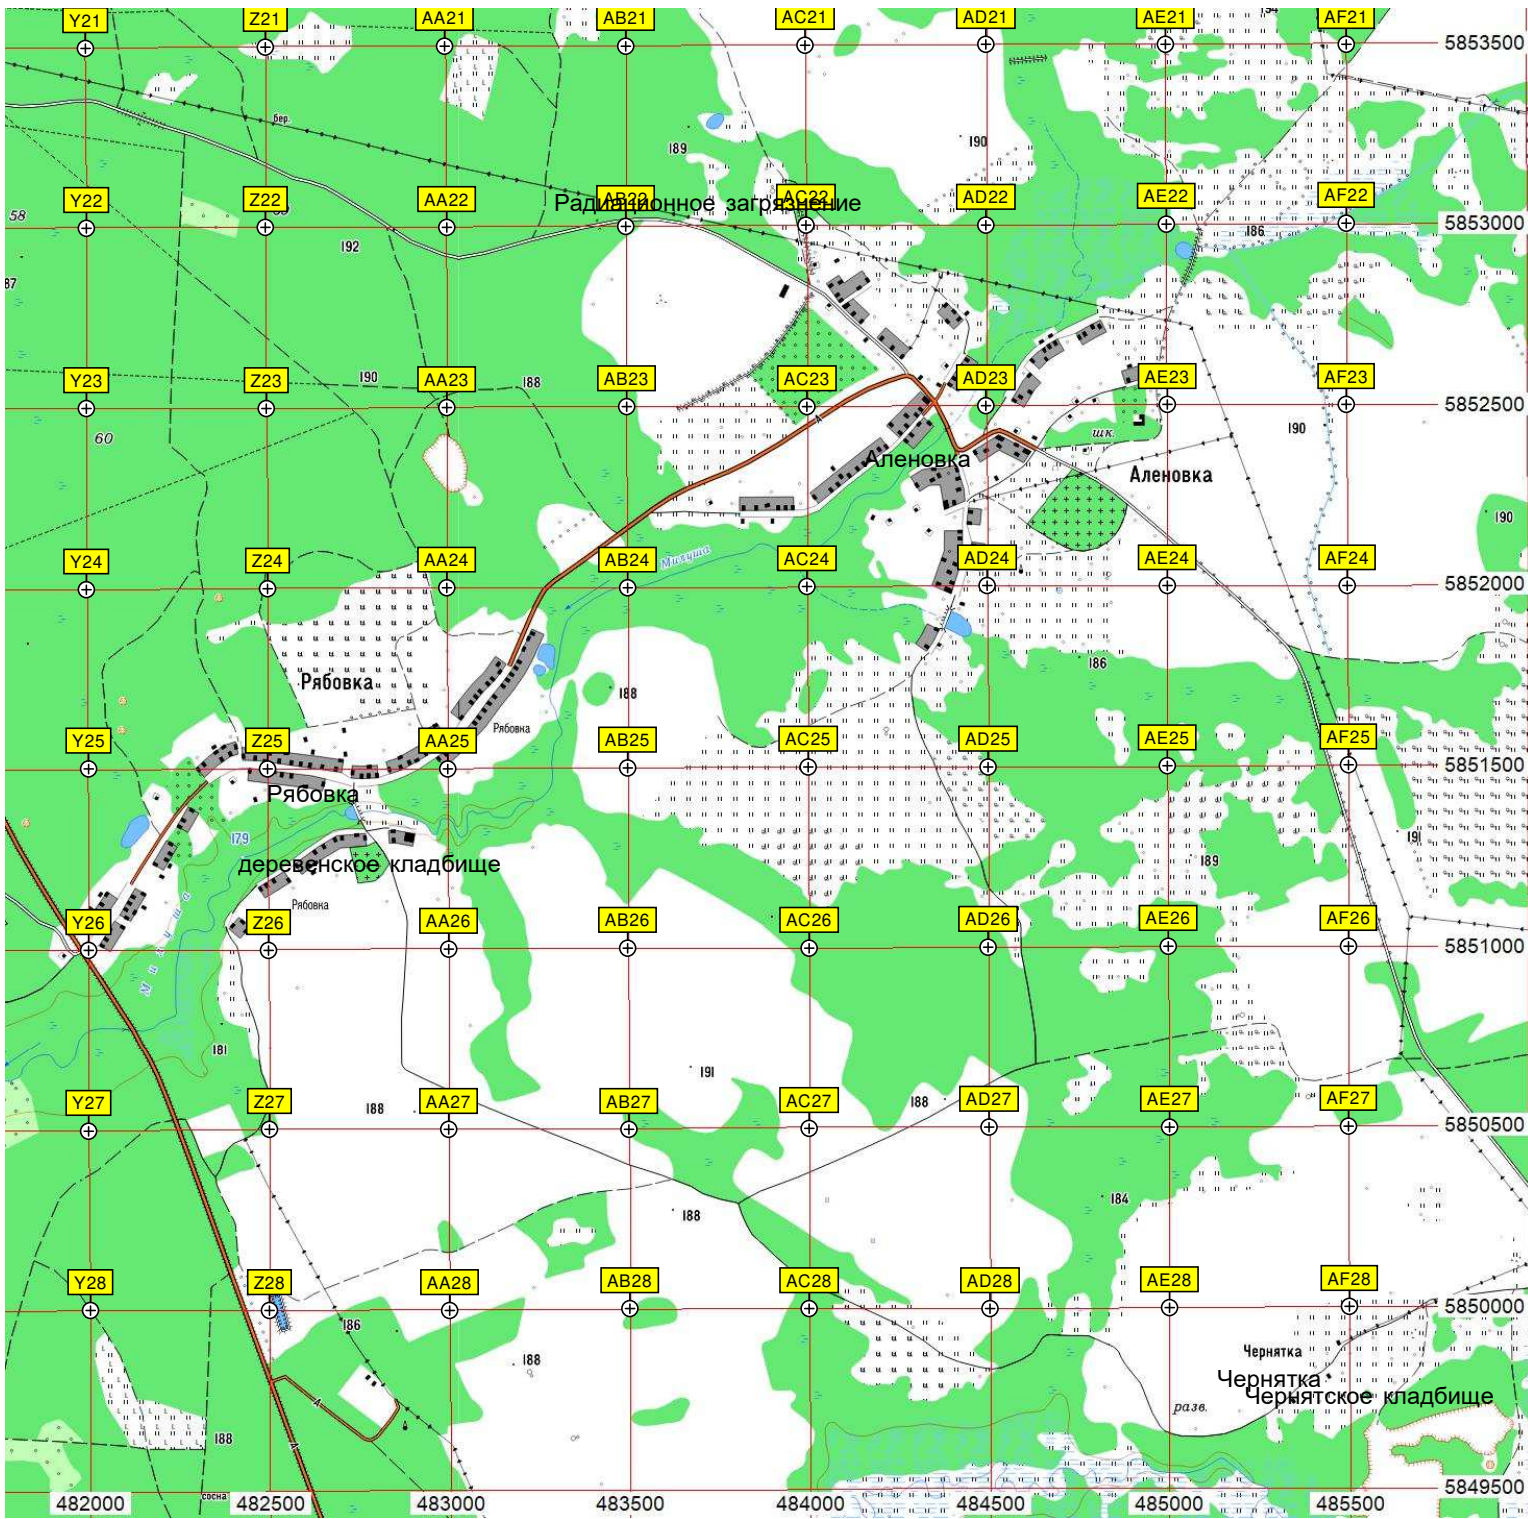 Y21 Z21 AA21 AB21 AC21 AD21 AE21 AF21
5853500
бер.
189
190
Y22 Z22 AA22 AB22 AC22 AD22 AE22 AF22
Радиационное загрязнение
58
5853000
192
186
87
Y23 Z23 AA23 AB23 AC23 AD23 AE23 AF23
190
188
5852500
60
шк.
190
Аленовка
Аленовка
190
Милуша
Y24 Z24 AA24 AB24 AC24 AD24 AE24 AF24
5852000
186
Рябовка
188
Рябовка
Y25 Z25 AA25 AB25 AC25 AD25 AE25 AF25
5851500
Рябовка
179
191
деревенское кладбище
189
Рябовка
Y26 Z26 AA26 AB26 AC26 AD26 AE26 AF26
5851000
Милуша
181
191
188
188
Y27 Z27 AA27 AB27 AC27 AD27 AE27 AF27
5850500
184
188
Y28 Z28 AA28 AB28 AC28 AD28 AE28 AF28
5850000
186
188
Чернятка
Чернятка
Чернятское кладбище
разв.
А
А
А
188
сосна
5849500
482000 482500 483000 483500 484000 484500 485000 485500